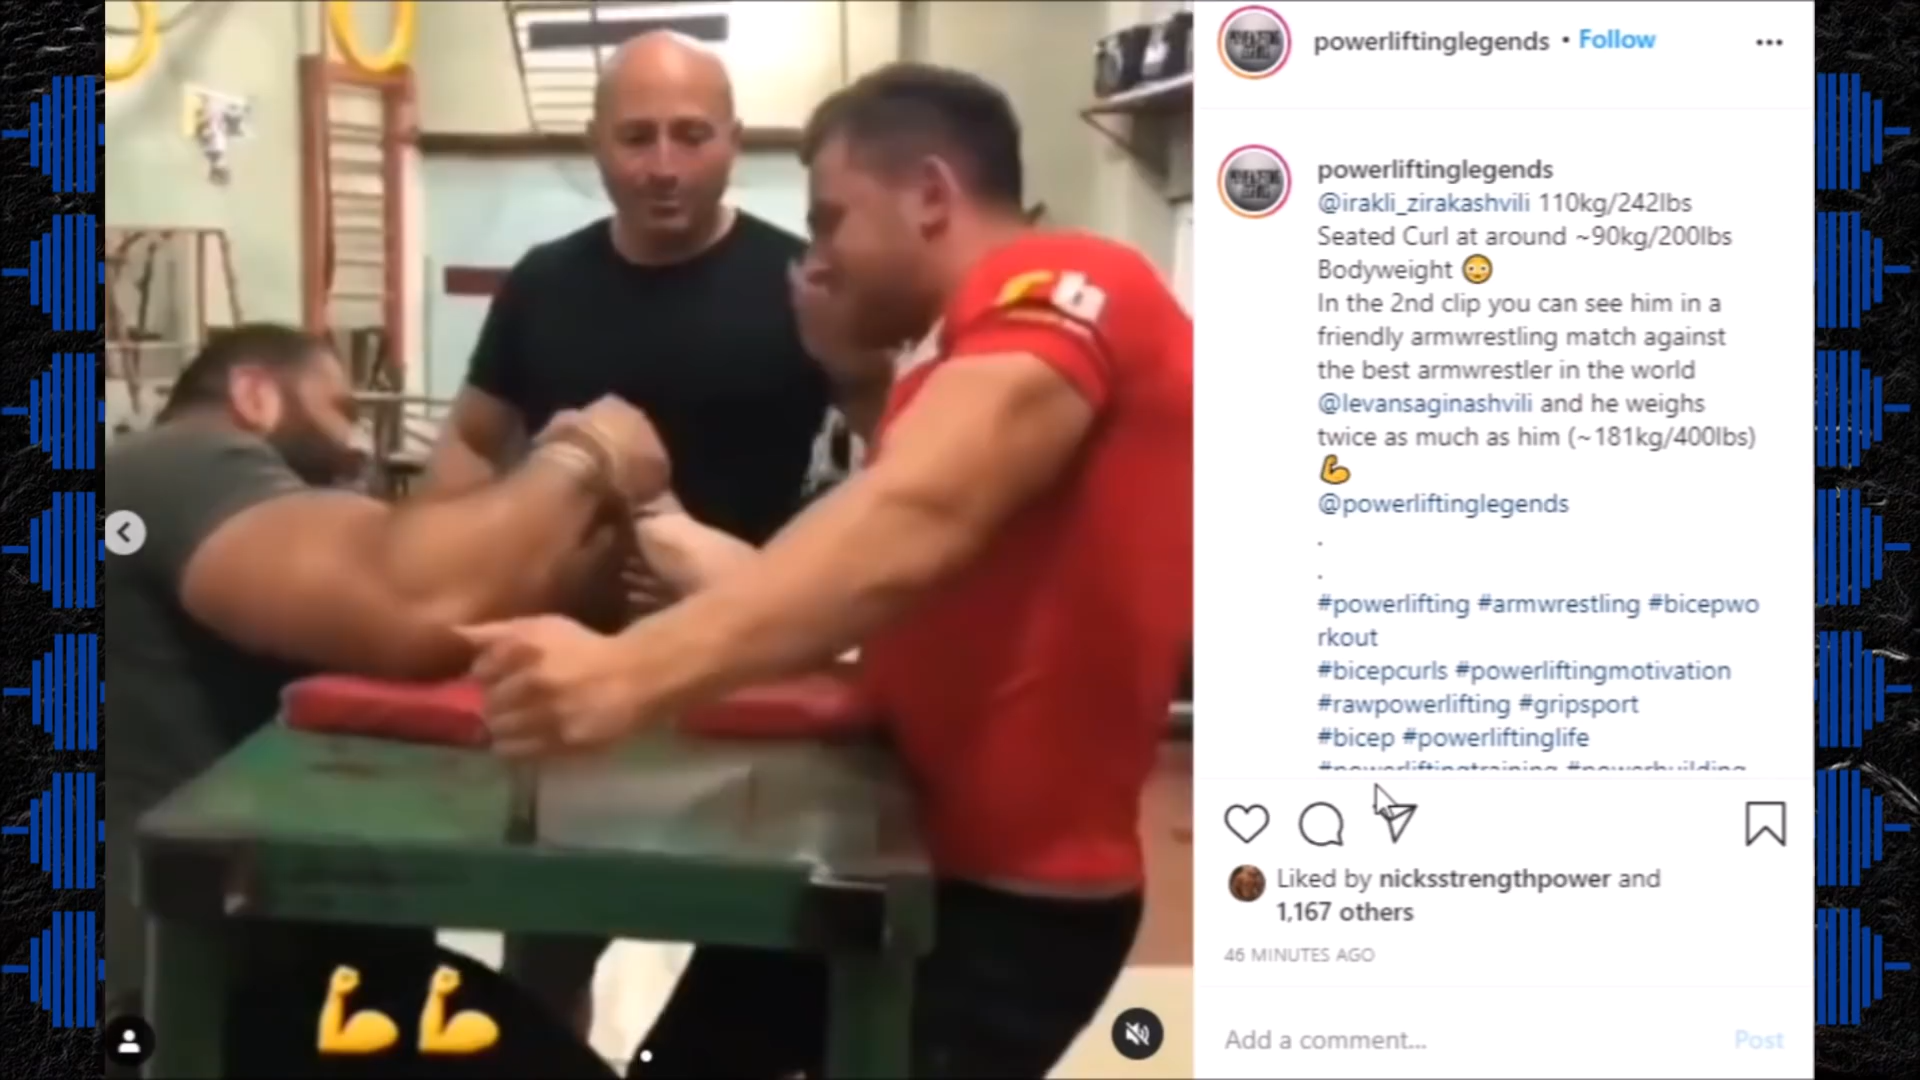 powerliftinglegends • Follow
powerliftinglegends
@irakli_zirakashvili 110kg/242lbs
Seated Curl at around ~90kg/200lbs
Bodyweight 😳
In the 2nd clip you can see him in a
friendly armwrestling match against
the best armwrestler in the world
@levansaginashvili and he weighs
twice as much as him (~181kg/400lbs)
💪
@powerliftinglegends
.
.
#powerlifting #armwrestling #bicepwo
rkout
#bicepcurls #powerliftingmotivation
#rawpowerlifting #gripsport
#bicep #powerliftinglife
#powerliftingtraining #powerbuilding
Liked by nicksstrengthpower and
1,167 others
46 MINUTES AGO
Add a comment... Post